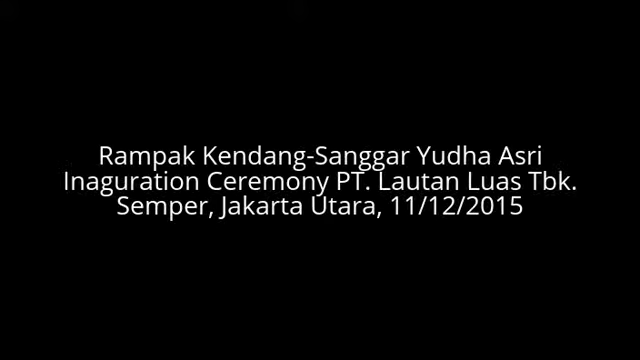 Rampak Kendang-Sanggar Yudha Asri
Inaguration Ceremony PT. Lautan Luas Tbk.
Semper, Jakarta Utara, 11/12/2015